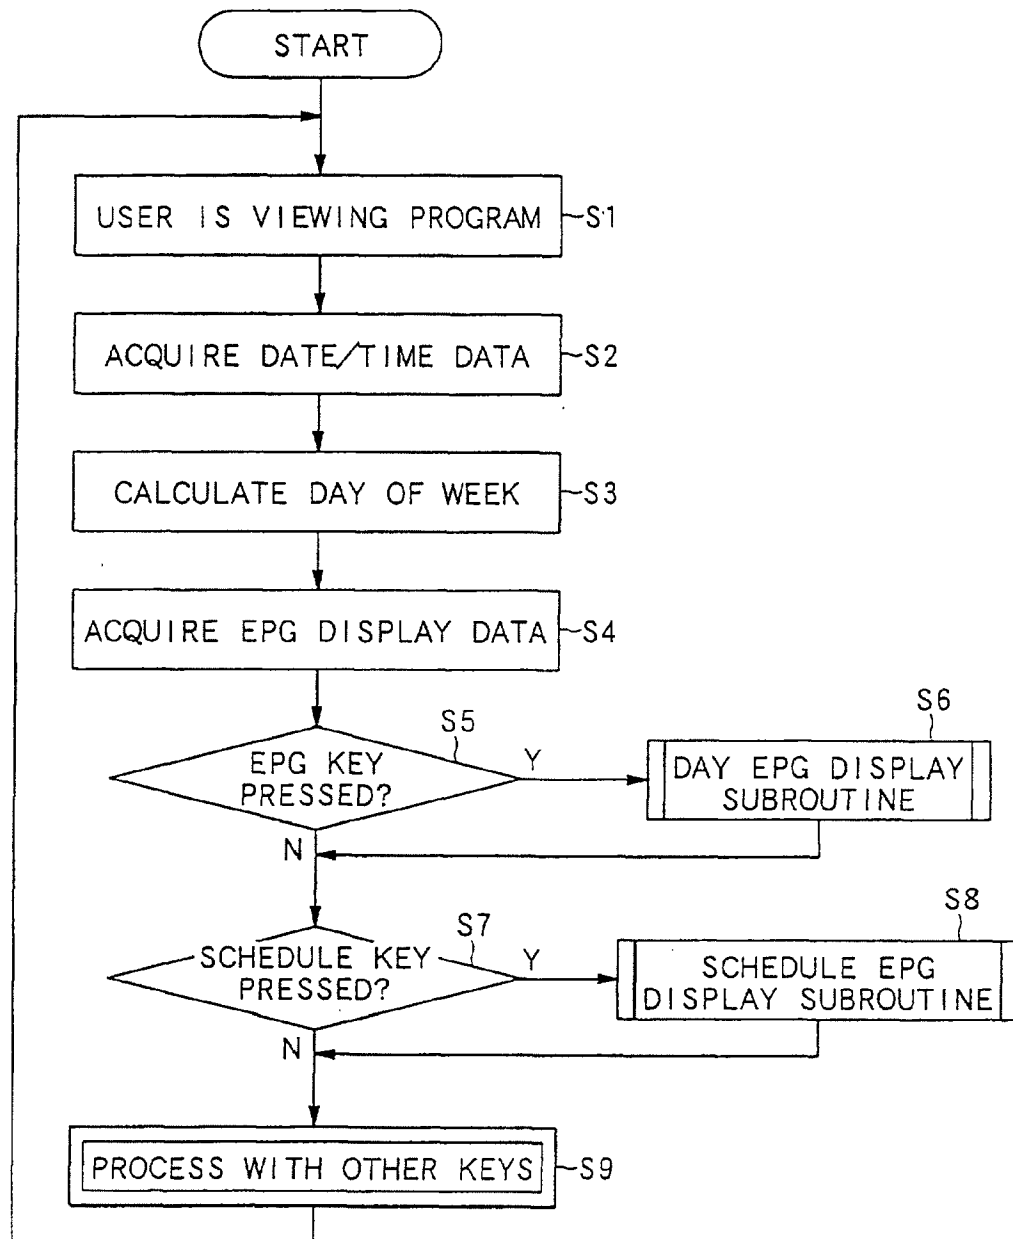 START
USER IS VIEWING PROGRAM
S1
ACQUIRE DATE/TIME DATA
S2
CALCULATE DAY OF WEEK
S3
ACQUIRE EPG DISPLAY DATA
S4
S5
EPG KEY
PRESSED?
Y
N
S6
DAY EPG DISPLAY
SUBROUTINE
S7
SCHEDULE KEY
PRESSED?
Y
N
S8
SCHEDULE EPG
DISPLAY SUBROUTINE
PROCESS WITH OTHER KEYS
S9